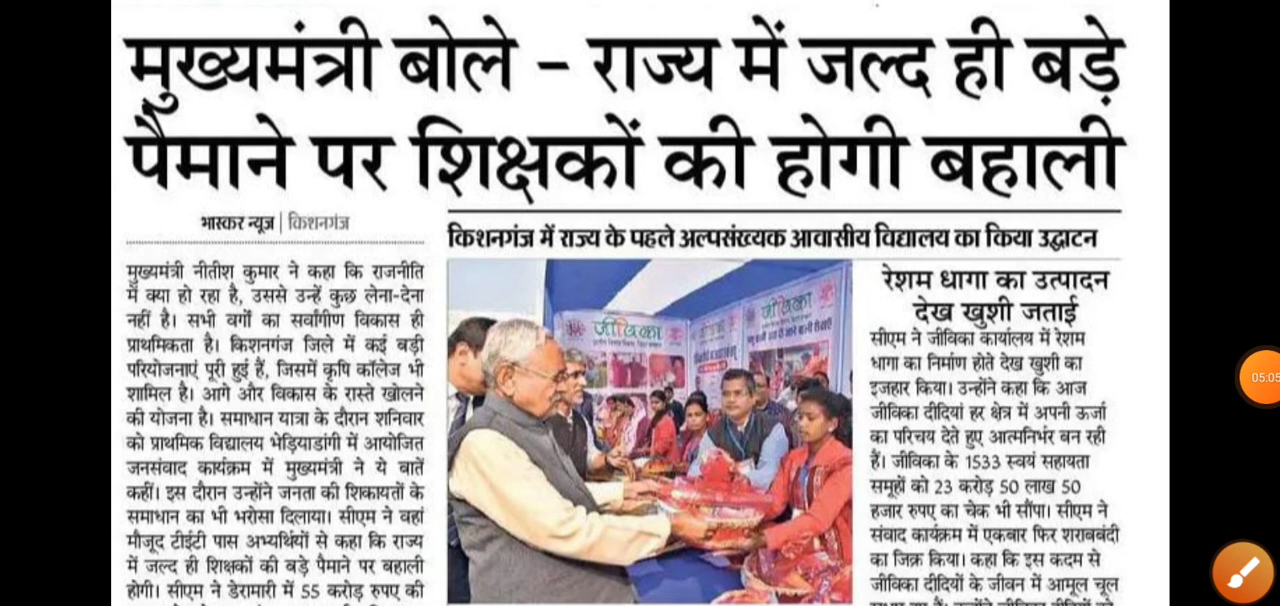 मुख्यमंत्री बोले – राज्य में जल्द ही बड़े
पैमाने पर शिक्षकों की होगी बहाली
भास्कर न्यूज | किशनगंज
मुख्यमंत्री नीतीश कुमार ने कहा कि राजनीति
में क्या हो रहा है, उससे उन्हें कुछ लेना-देना
नहीं है। सभी वर्गों का सर्वांगीण विकास ही
प्राथमिकता है। किशनगंज जिले में कई बड़ी
परियोजनाएं पूरी हुई हैं, जिसमें कृषि कॉलेज भी
शामिल है। आगे और विकास के रास्ते खोलने
की योजना है। समाधान यात्रा के दौरान शनिवार
को प्राथमिक विद्यालय भेड़ियाडांगी में आयोजित
जनसंवाद कार्यक्रम में मुख्यमंत्री ने ये बातें
कहीं। इस दौरान उन्होंने जनता की शिकायतों के
समाधान का भी भरोसा दिलाया। सीएम ने वहां
मौजूद टीईटी पास अभ्यर्थियों से कहा कि राज्य
में जल्द ही शिक्षकों की बड़े पैमाने पर बहाली
होगी। सीएम ने डेरामारी में 55 करोड़ रुपए की
किशनगंज में राज्य के पहले अल्पसंख्यक आवासीय विद्यालय का किया उद्घाटन
जीविका
जीविका
रेशम धागा का उत्पादन
देख खुशी जताई
सीएम ने जीविका कार्यालय में रेशम
धागा का निर्माण होते देख खुशी का
इजहार किया। उन्होंने कहा कि आज
जीविका दीदियां हर क्षेत्र में अपनी ऊर्जा
का परिचय देते हुए आत्मनिर्भर बन रही
हैं। जीविका के 1533 स्वयं सहायता
समूहों को 23 करोड़ 50 लाख 50
हजार रुपए का चेक भी सौंपा। सीएम ने
संवाद कार्यक्रम में एकबार फिर शराबबंदी
का जिक्र किया। कहा कि इस कदम से
जीविका दीदियों के जीवन में आमूल चूल
05:05